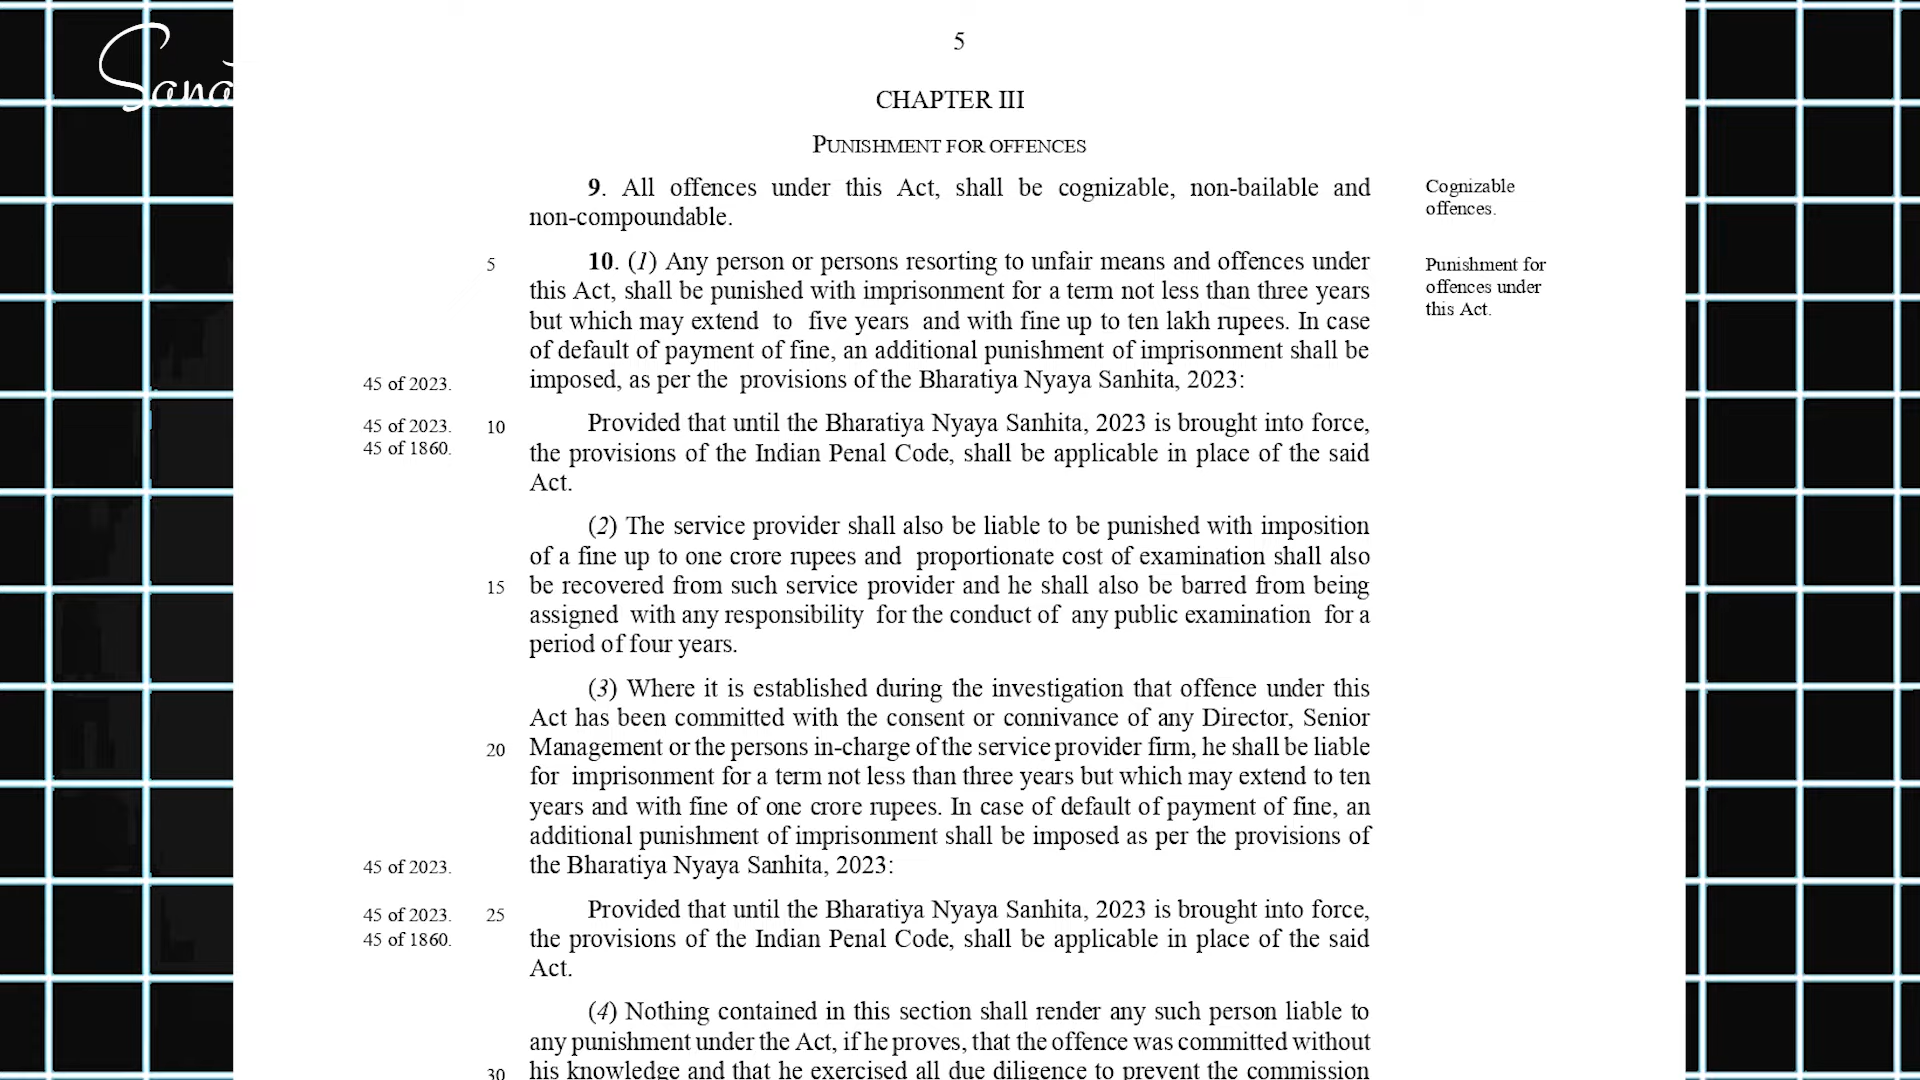 Sana
5
CHAPTER III
PUNISHMENT FOR OFFENCES
9. All offences under this Act, shall be cognizable, non-bailable and
non-compoundable.
Cognizable
offences.
5
10. (1) Any person or persons resorting to unfair means and offences under
this Act, shall be punished with imprisonment for a term not less than three years
but which may extend to five years and with fine up to ten lakh rupees. In case
of default of payment of fine, an additional punishment of imprisonment shall be
imposed, as per the provisions of the Bharatiya Nyaya Sanhita, 2023:
Punishment for
offences under
this Act.
45 of 2023.
45 of 2023.
45 of 1860.
10
Provided that until the Bharatiya Nyaya Sanhita, 2023 is brought into force,
the provisions of the Indian Penal Code, shall be applicable in place of the said
Act.
(2) The service provider shall also be liable to be punished with imposition
of a fine up to one crore rupees and proportionate cost of examination shall also
15
be recovered from such service provider and he shall also be barred from being
assigned with any responsibility for the conduct of any public examination for a
period of four years.
(3) Where it is established during the investigation that offence under this
Act has been committed with the consent or connivance of any Director, Senior
20
Management or the persons in-charge of the service provider firm, he shall be liable
for imprisonment for a term not less than three years but which may extend to ten
years and with fine of one crore rupees. In case of default of payment of fine, an
additional punishment of imprisonment shall be imposed as per the provisions of
45 of 2023.
the Bharatiya Nyaya Sanhita, 2023:
45 of 2023.
45 of 1860.
25
Provided that until the Bharatiya Nyaya Sanhita, 2023 is brought into force,
the provisions of the Indian Penal Code, shall be applicable in place of the said
Act.
(4) Nothing contained in this section shall render any such person liable to
any punishment under the Act, if he proves, that the offence was committed without
30
his knowledge and that he exercised all due diligence to prevent the commission